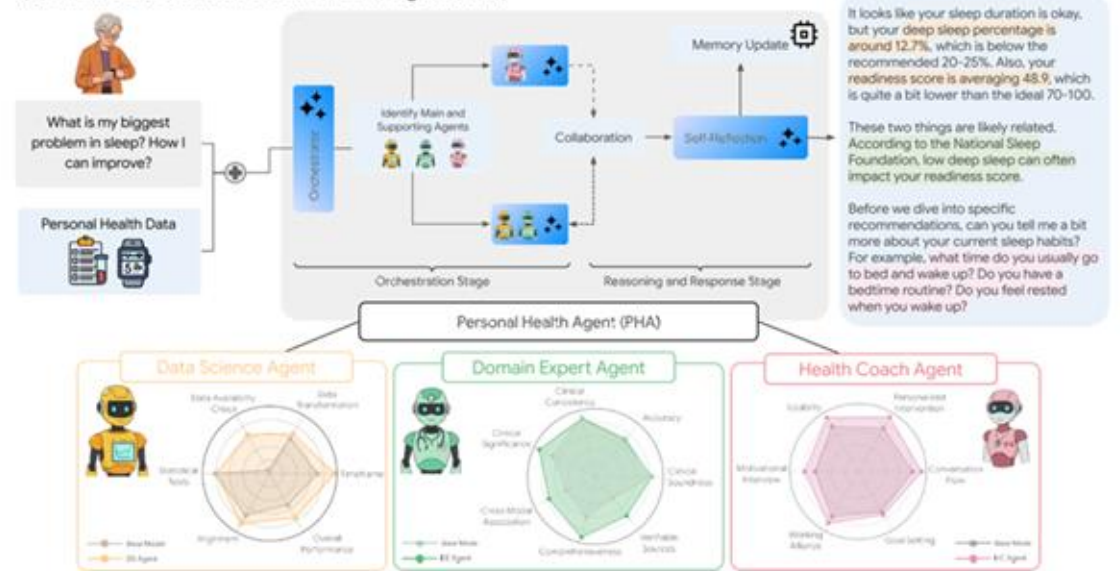 What is my biggest
problem in sleep? How I
can improve?
Personal Health Data
Orchestrator
Identify Main and
Supporting Agents
Collaboration
Memory Update
Self-Reflection
Orchestration Stage
Reasoning and Response Stage
It looks like your sleep duration is okay,
but your deep sleep percentage is
around 12.7%, which is below the
recommended 20-25%. Also, your
readiness score is averaging 48.9, which
is quite a bit lower than the ideal 70-100.
These two things are likely related.
According to the National Sleep
Foundation, low deep sleep can often
impact your readiness score.
Before we dive into specific
recommendations, can you tell me a bit
more about your current sleep habits?
For example, what time do you usually go
to bed and wake up? Do you have a
bedtime routine? Do you feel rested
when you wake up?
Personal Health Agent (PHA)
Data Science Agent
Data Availability
Check
Data
Transformation
Statistical
Tests
Timeframe
Alignment
Overall
Performance
Base Model
DS Agent
Domain Expert Agent
Clinical
Consistency
Clinical
Significance
Accuracy
Clinical
Soundness
Cross-Modal
Association
Verifiable
Sources
Comprehensiveness
Base Model
DE Agent
Health Coach Agent
Personalized
Intervention
Motivational
Interview
Conversation
Flow
Working
Alliance
Goal Setting
Base Model
HC Agent